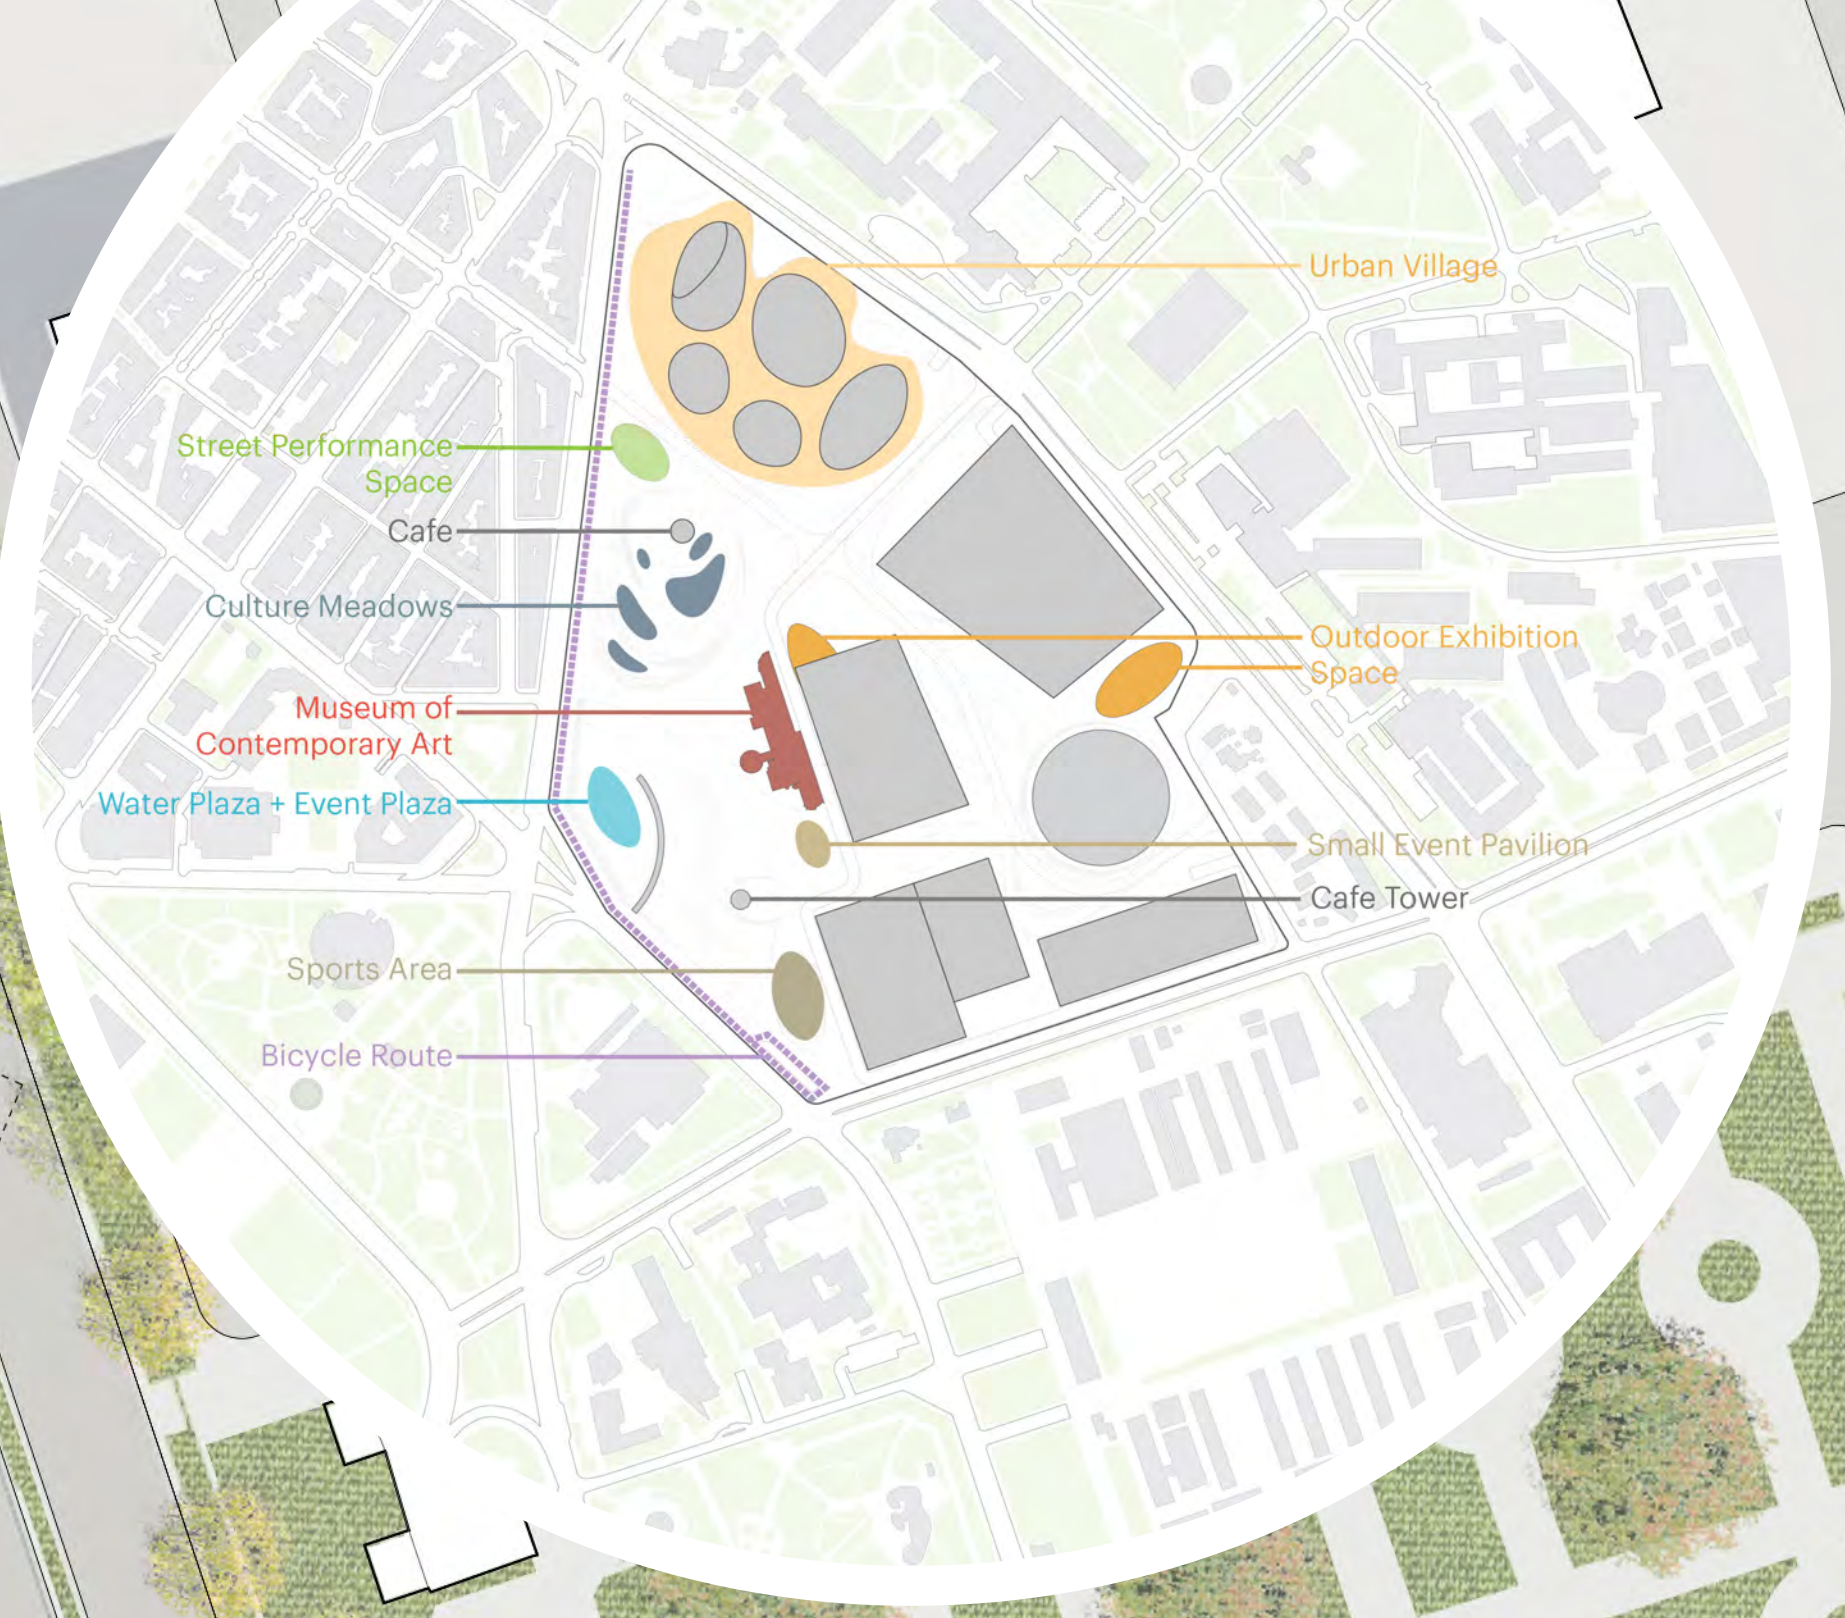 Urban Village
Street Performance
Space
Cafe
Culture Meadows
Outdoor Exhibition
Space
Museum of
Contemporary Art
Water Plaza + Event Plaza
Small Event Pavilion
Cafe Tower
Sports Area
Bicycle Route